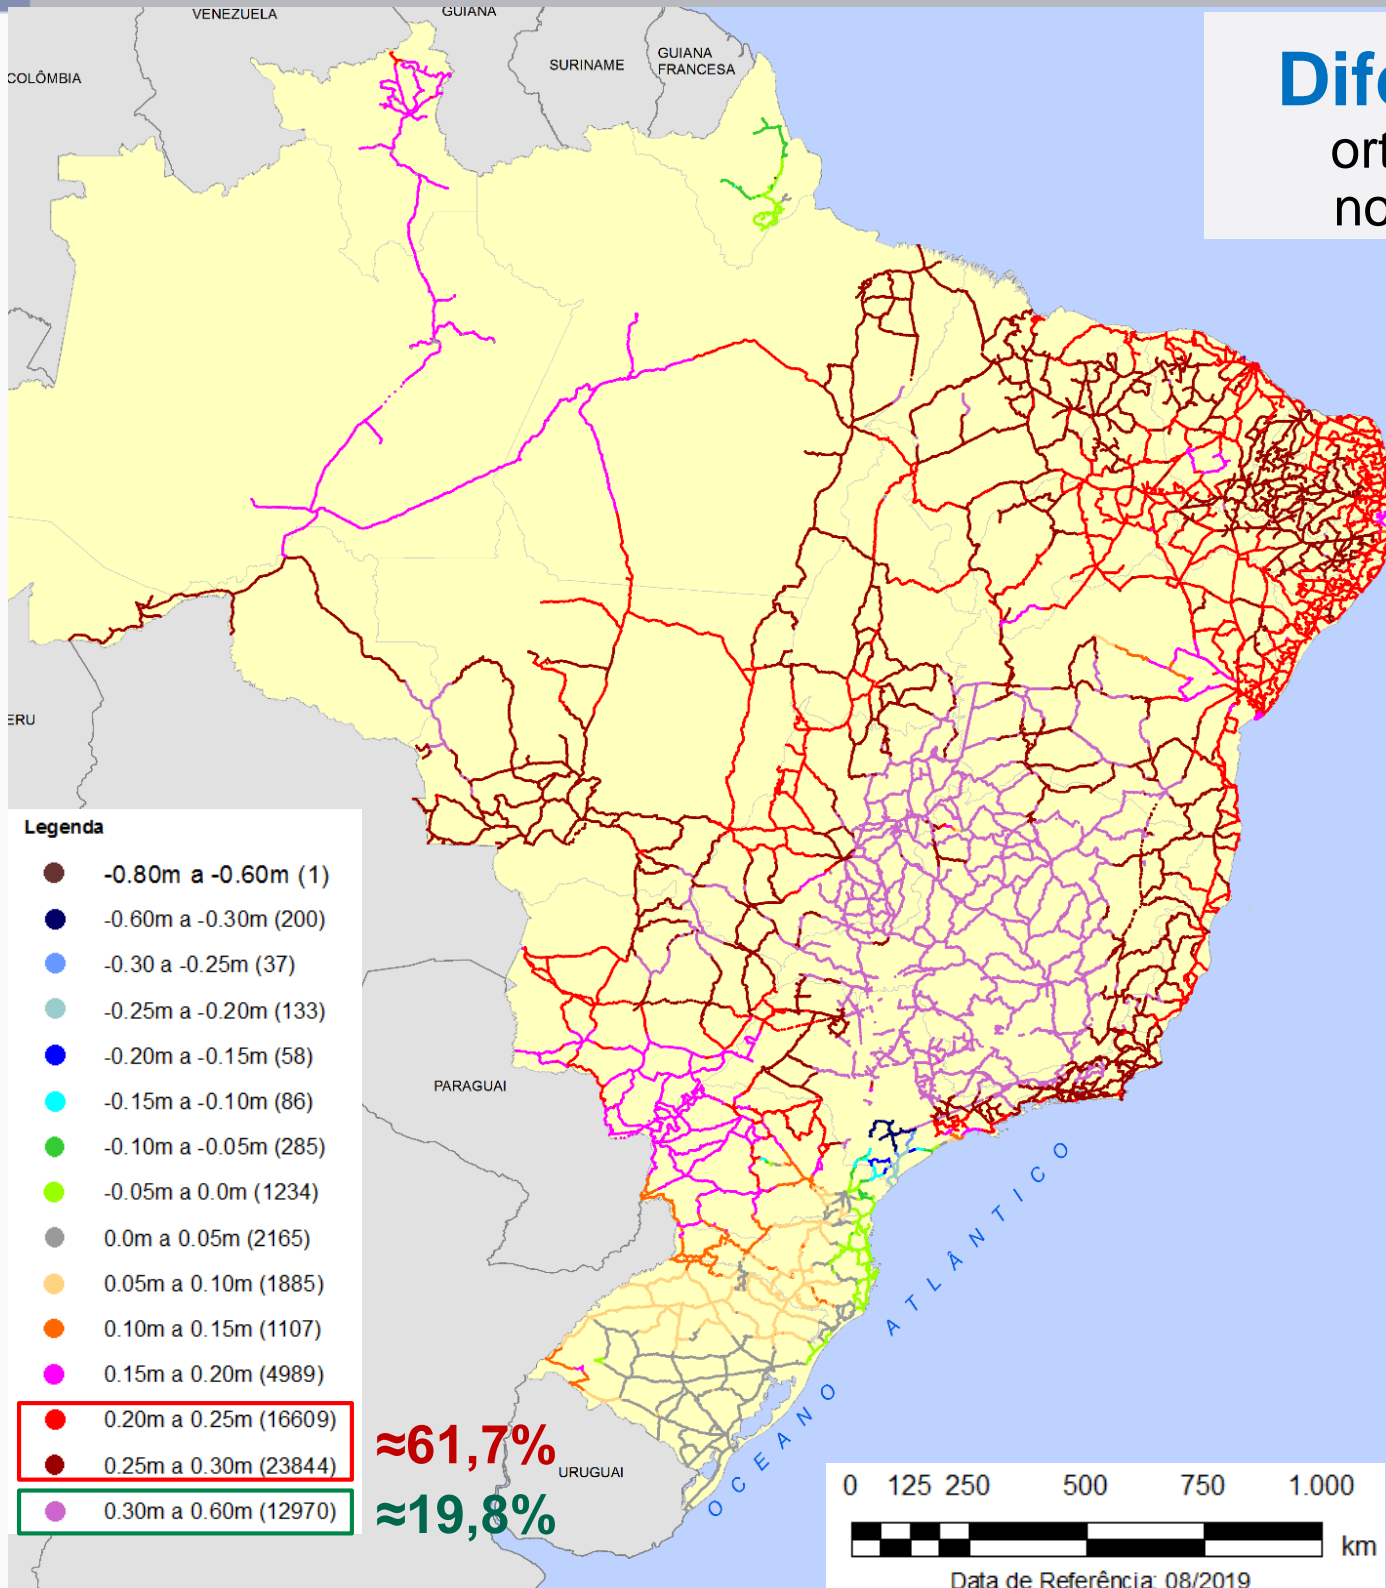 VENEZUELA
GUIANA
COLÔMBIA
SURINAME
GUIANA
FRANCESA
Dife
ort
no
ERU
PARAGUAI
URUGUAI
OCEANO ATLÂNTICO
Legenda
-0.80m a -0.60m (1)
-0.60m a -0.30m (200)
-0.30 a -0.25m (37)
-0.25m a -0.20m (133)
-0.20m a -0.15m (58)
-0.15m a -0.10m (86)
-0.10m a -0.05m (285)
-0.05m a 0.0m (1234)
0.0m a 0.05m (2165)
0.05m a 0.10m (1885)
0.10m a 0.15m (1107)
0.15m a 0.20m (4989)
0.20m a 0.25m (16609)
0.25m a 0.30m (23844)
≈61,7%
0.30m a 0.60m (12970)
≈19,8%
0 125 250 500 750 1.000
km
Data de Referência: 08/2019